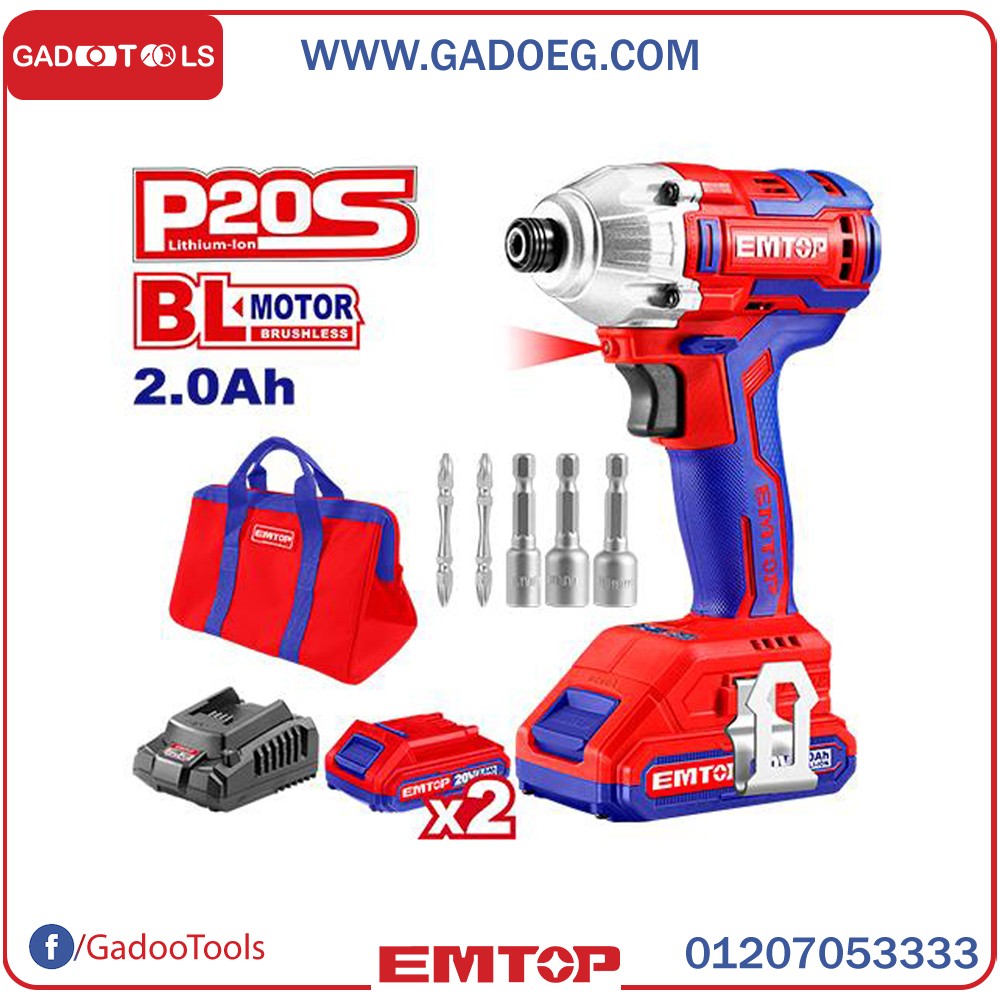 GADOTOOLS
WWW.GADOEG.COM
P20S
Lithium-Ion
BL MOTOR
BRUSHLESS
2.0Ah
EMTOP
EMTOP
EMTOP
EMTOP 20V
x2
EMTOP
f/GadooTools
EMTOP
01207053333